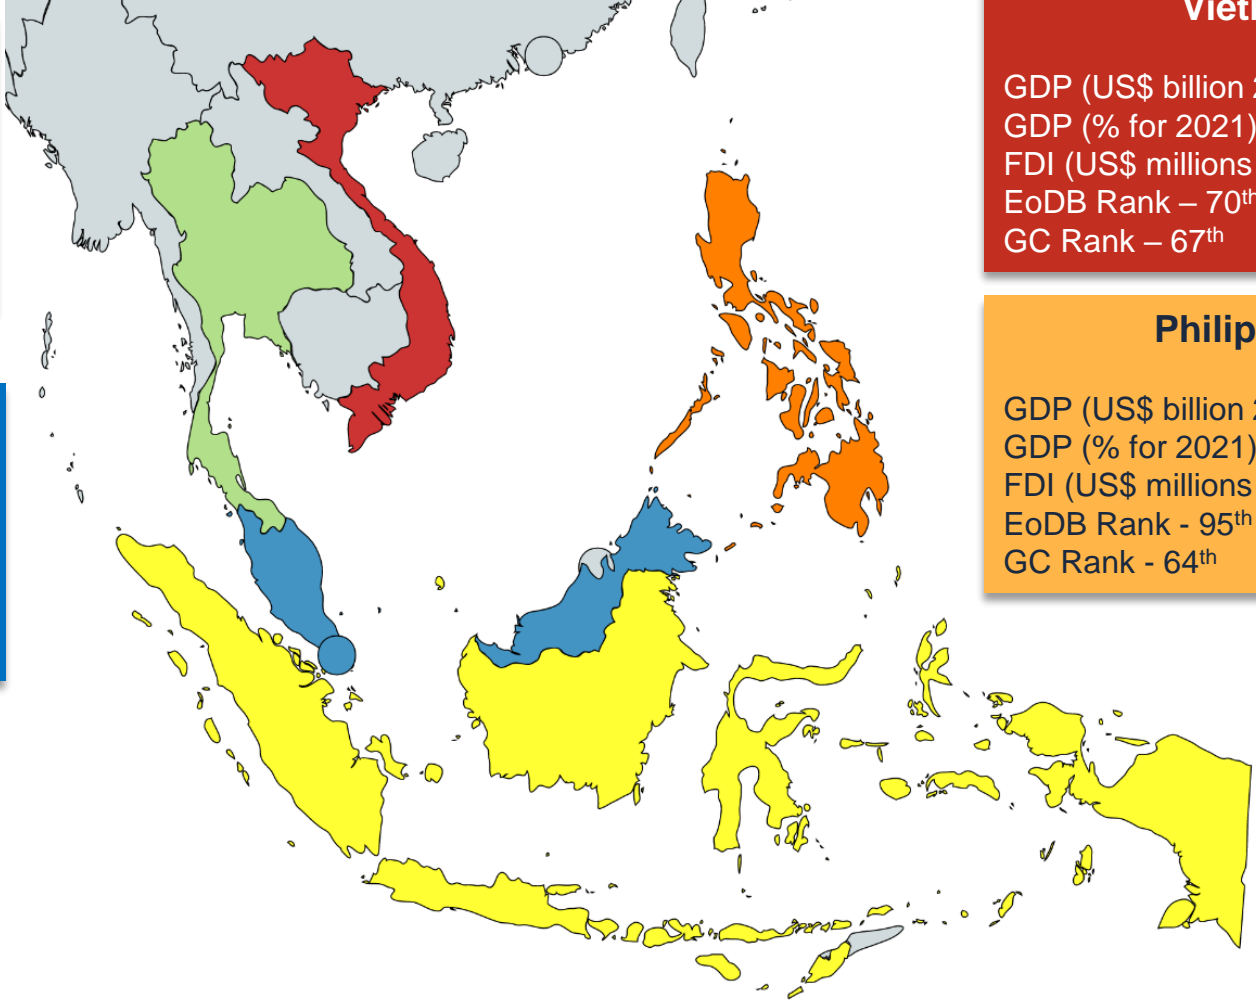 GDP (US$ billion
GDP (% for 2021)
FDI (US$ millions
EoDB Rank – 70th
GC Rank – 67th
Philip
GDP (US$ billion
GDP (% for 2021)
FDI (US$ millions
EoDB Rank - 95th
GC Rank - 64th